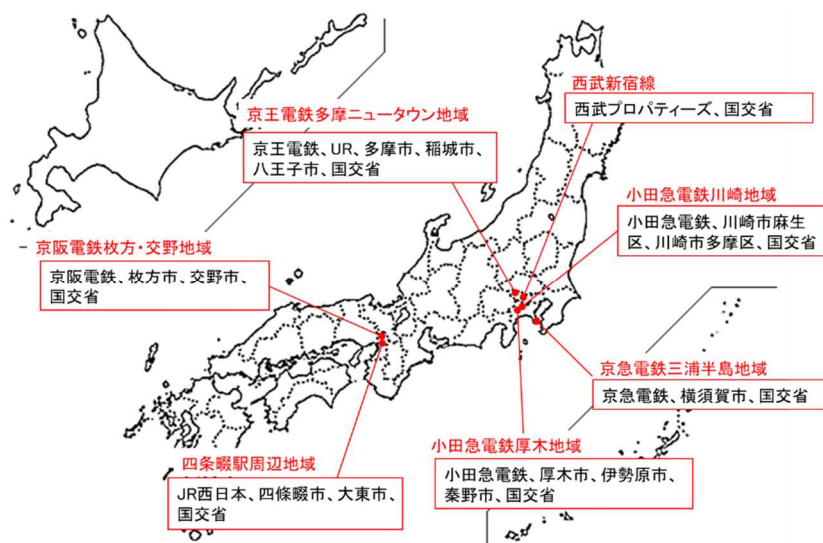 西武新宿線
西武プロパティーズ、国交省
京王電鉄多摩ニュータウン地域
京王電鉄、UR、多摩市、稲城市、
八王子市、国交省
小田急電鉄川崎地域
小田急電鉄、川崎市麻生
区、川崎市多摩区、国交省
京阪電鉄枚方・交野地域
京阪電鉄、枚方市、交野市、
国交省
京急電鉄三浦半島地域
京急電鉄、横須賀市、国交省
四条畷駅周辺地域
JR西日本、四條畷市、大東市、
国交省
小田急電鉄厚木地域
小田急電鉄、厚木市、伊勢原市、
秦野市、国交省